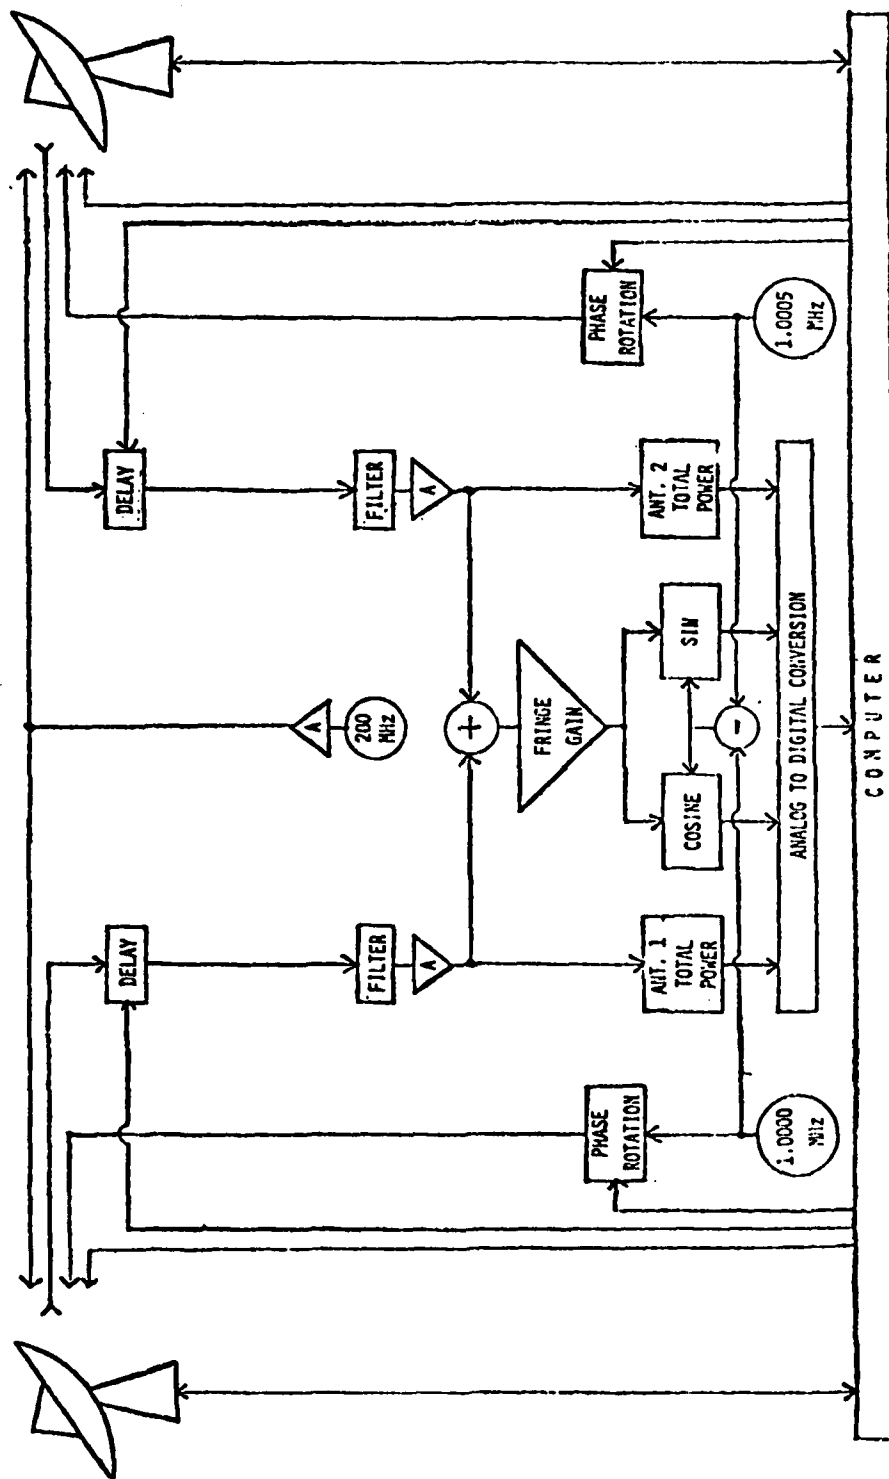 DELAY
DELAY
FILTER
FILTER
A
A
A
200
MHz
+
FRINGE
GAIN
PHASE
ROTATION
PHASE
ROTATION
ANT. 1
TOTAL
POWER
COSINE
SIN
ANT. 2
TOTAL
POWER
1.0000
MHz
-
1.0005
MHz
ANALOG TO DIGITAL CONVERSION
COMPUTER